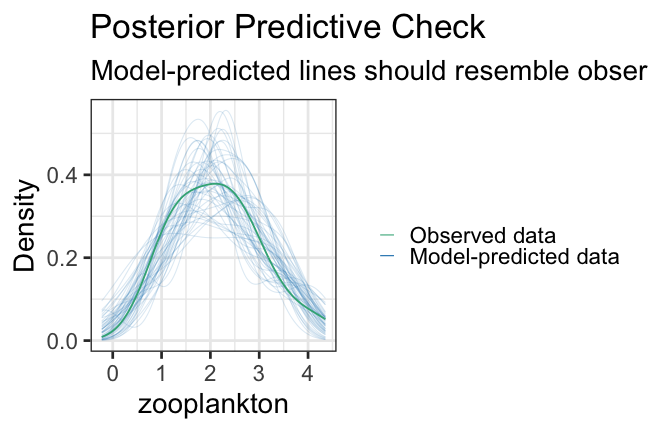 Posterior Predictive Check
Model-predicted lines should resemble obser
Density
0.4
0.2
0.0
0 1 2 3 4
zooplankton
Observed data
Model-predicted data